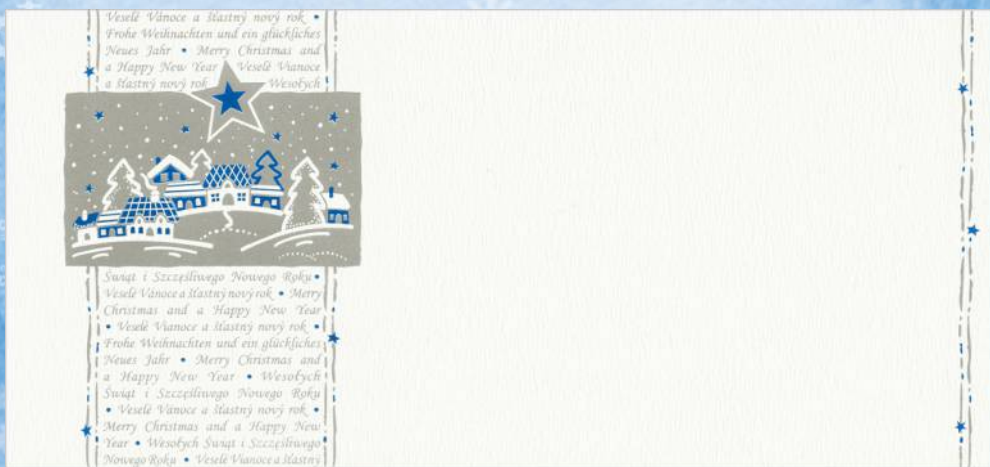 Veselé Vánoce a šťastný nový rok •
Frohe Weihnachten und ein glückliches
Neues Jahr • Merry Christmas and
a Happy New Year • Veselé Vianoce
a šťastný nový rok • Wesołych
Świąt i Szczęśliwego Nowego Roku •
Veselé Vánoce a šťastný nový rok • Merry
Christmas and a Happy New Year
• Veselé Vianoce a šťastný nový rok •
Frohe Weihnachten und ein glückliches
Neues Jahr • Merry Christmas and
a Happy New Year • Wesołych
Świąt i Szczęśliwego Nowego Roku
• Veselé Vánoce a šťastný nový rok •
Merry Christmas and a Happy New
Year • Wesołych Świąt i Szczęśliwego
Nowego Roku • Veselé Vianoce a šťastný